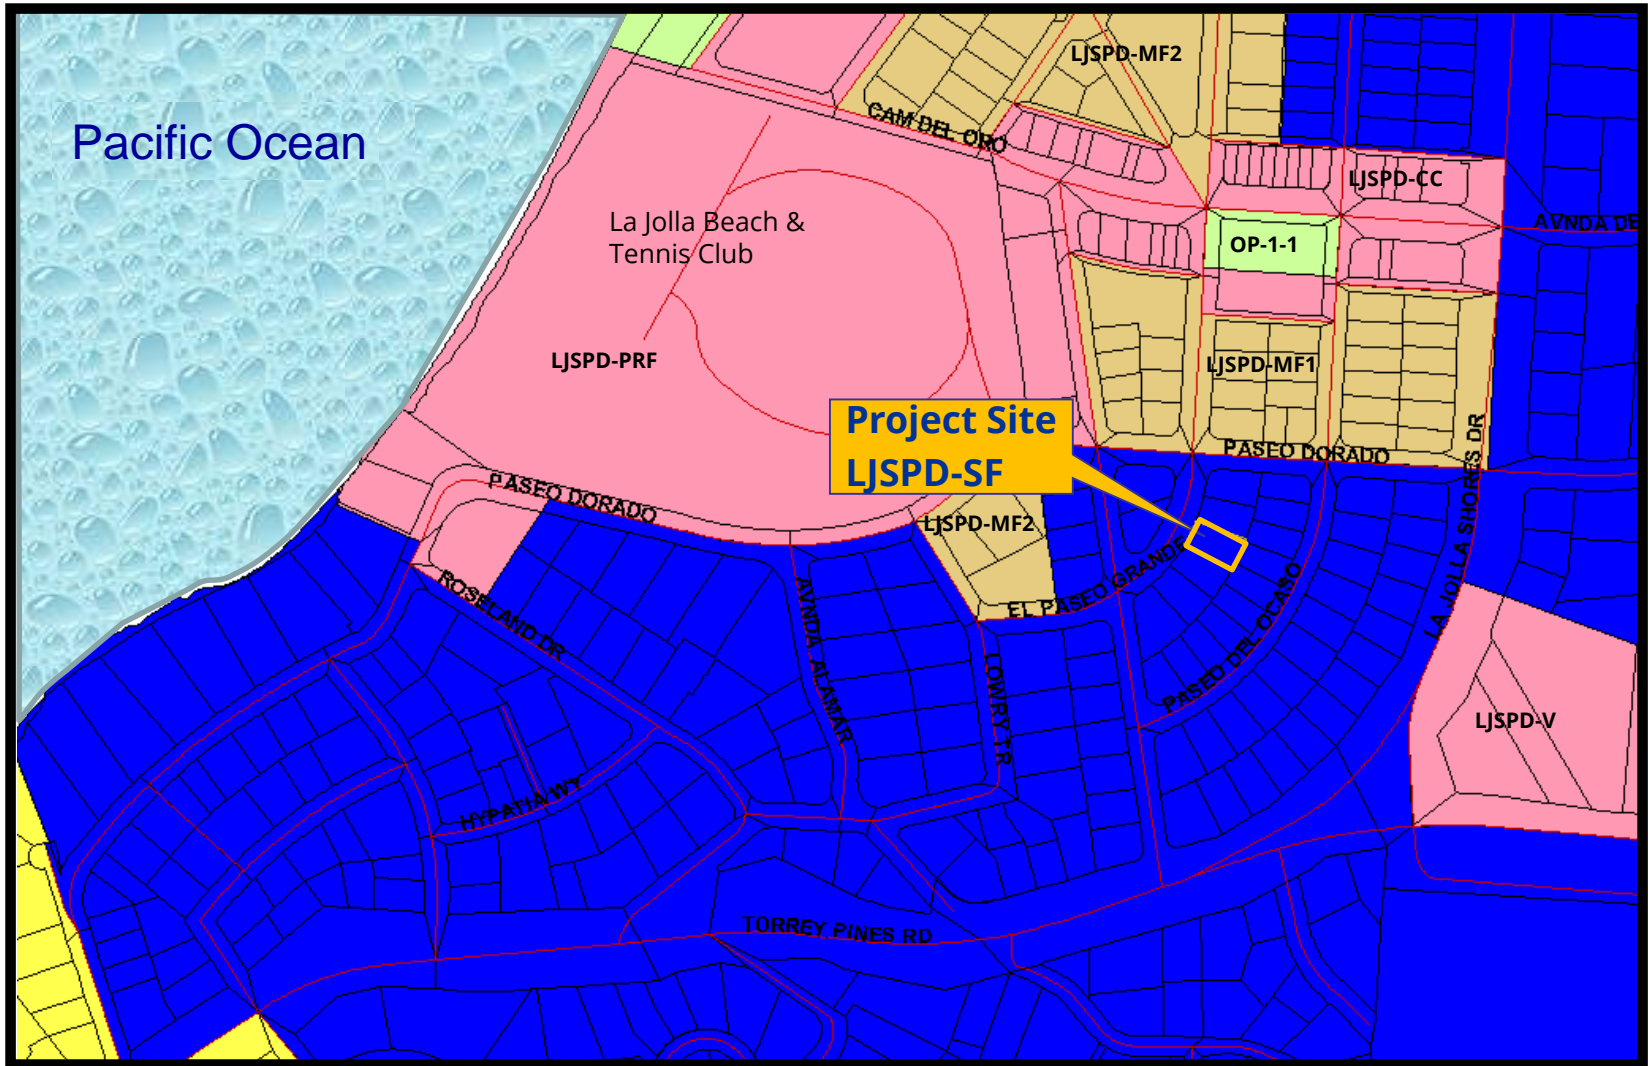 LJSPD-MF2
CAM DEL ORO
Pacific Ocean
LJSPD-CC
La Jolla Beach &
Tennis Club
AVNDA DE
OP-1-1
LJSPD-PRF
LJSPD-MF1
Project Site
LJSPD-SF
PASEO DORADO
LA JOLLA SHORES DR
PASEO DORADO
LJSPD-MF2
EL PASEO GRANDE
ROSELAND DR
AVNDA ALAMAR
LOWRY TR
PASEO DEL OCASO
LJSPD-V
HYPATIA WY
TORREY PINES RD